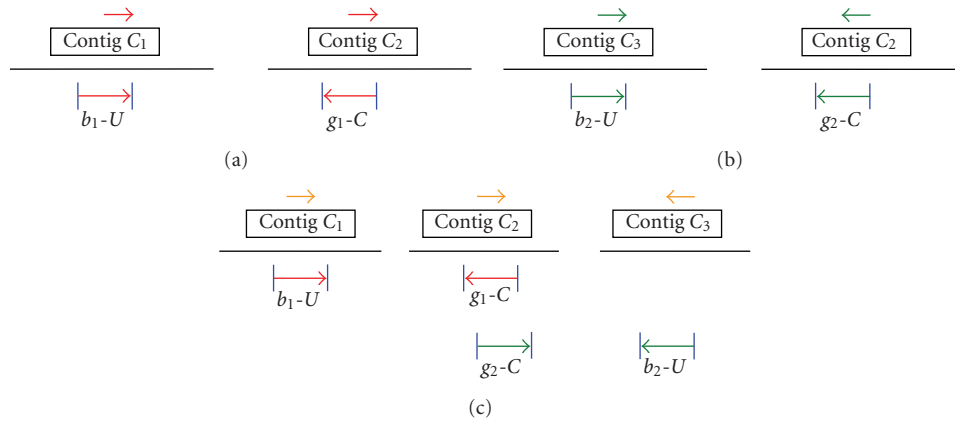 Contig C1 Contig C2 Contig C3 Contig C2
b1-U g1-C b2-U g2-C
(a) (b)
Contig C1 Contig C2 Contig C3
b1-U g1-C
g2-C b2-U
(c)